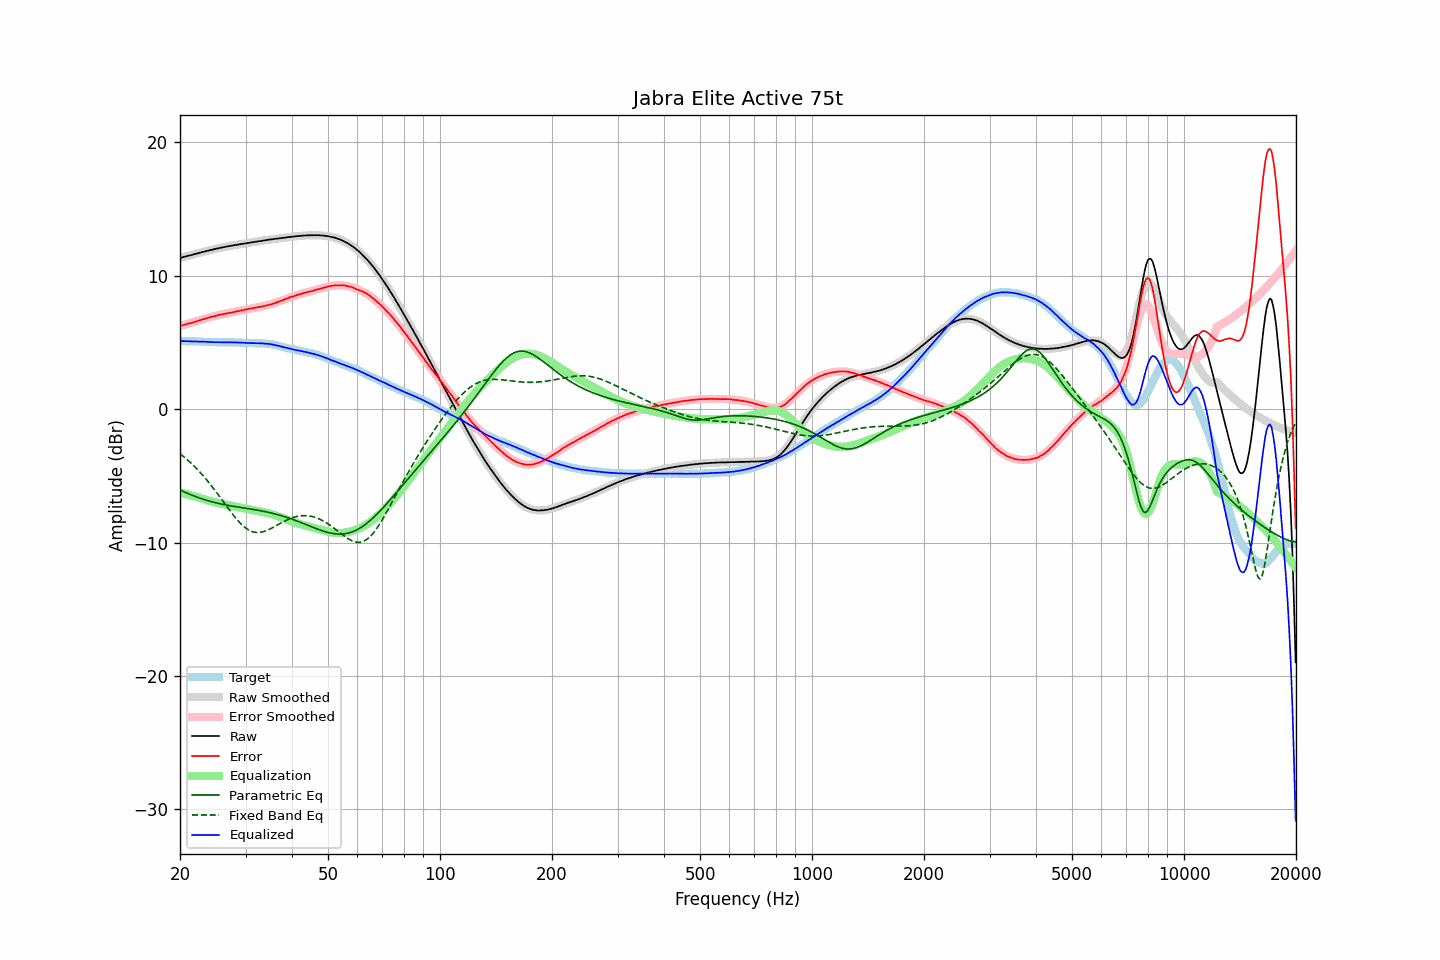 Jabra Elite Active 75t
Amplitude (dBr)
20
10
0
−10
−20
−30
Target
Raw Smoothed
Error Smoothed
Raw
Error
Equalization
Parametric Eq
Fixed Band Eq
Equalized
20 50 100 200 500 1000 2000 5000 10000 20000
Frequency (Hz)